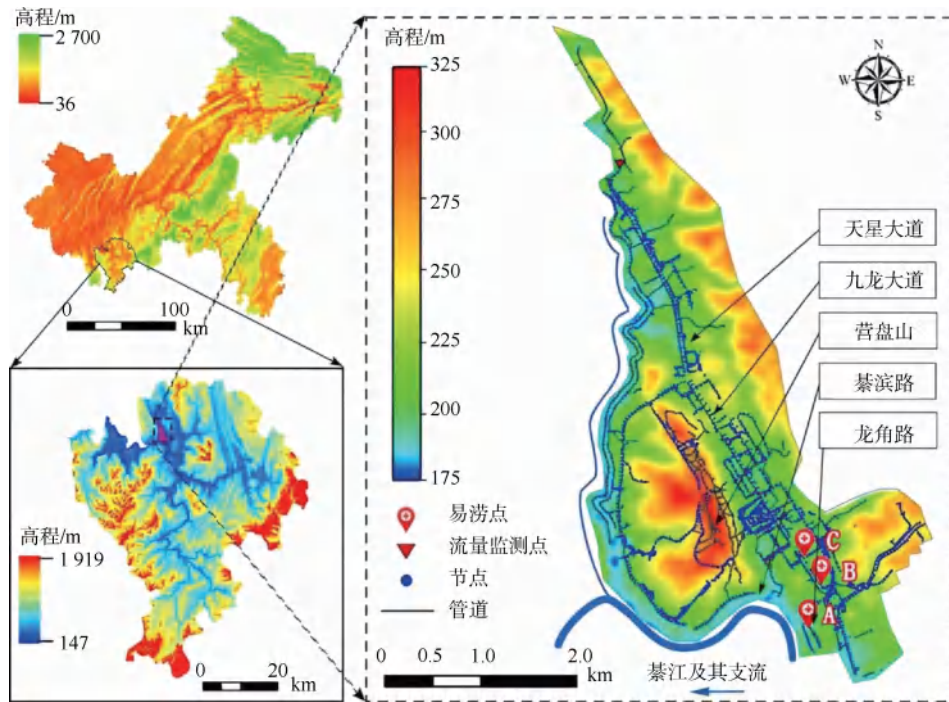 高程/m
2 700
36
0 100
km
高程/m
1 919
147
0 20
km
高程/m
325
300
275
250
225
200
175
易涝点
流量监测点
节点
管道
0 0.5 1.0 2.0
km
N
W E
S
天星大道
九龙大道
营盘山
綦滨路
龙角路
C
B
A
綦江及其支流